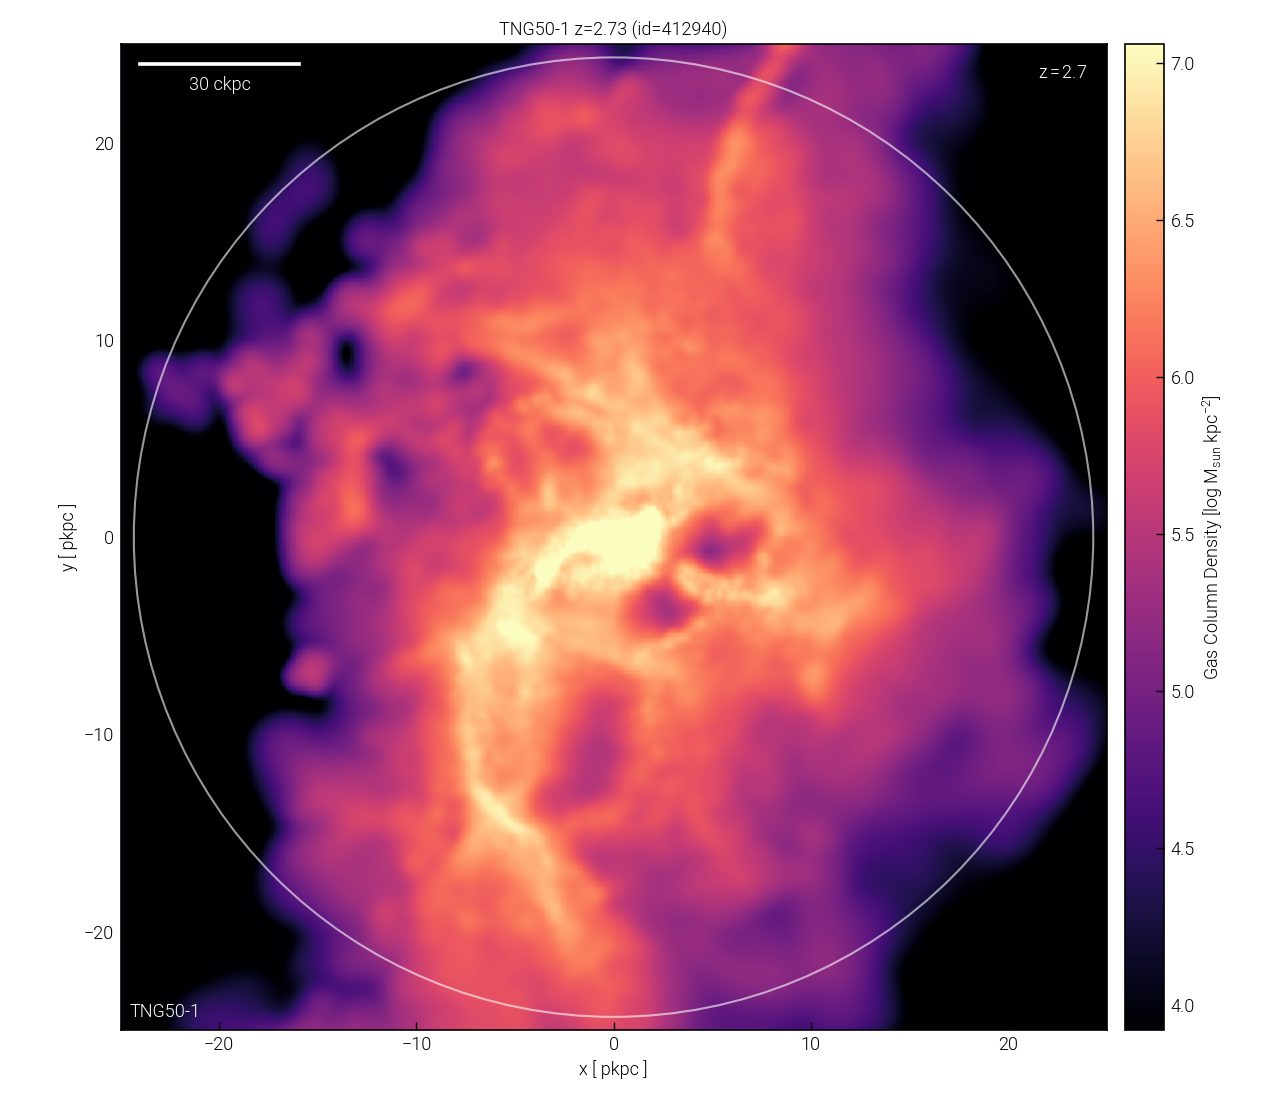 TNG50-1 z=2.73 (id=412940)
30 ckpc
z=2.7
TNG50-1
20
10
0
−10
−20
y [ pkpc ]
−20
−10
0
10
20
x [ pkpc ]
7.0
6.5
6.0
5.5
5.0
4.5
4.0
Gas Column Density [log M_sun kpc^−2]